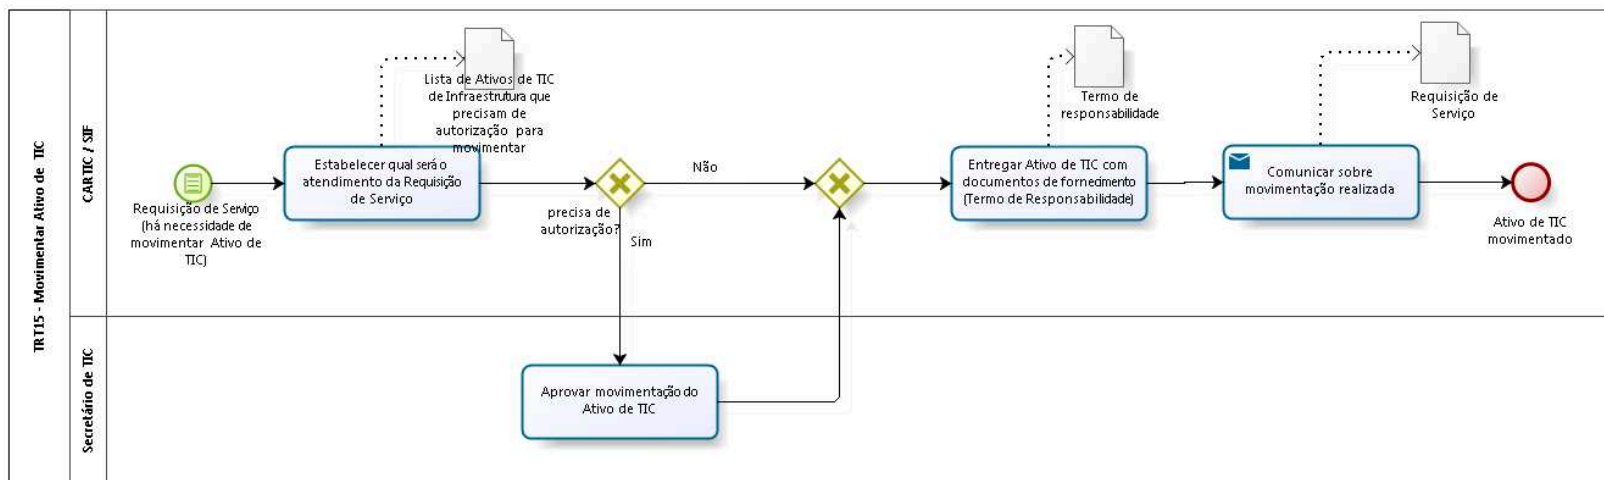 TRT15 - Movimentar Ativo de TIC
CARTIC / SIF
Requisição de Serviço
(há necessidade de
movimentar Ativo de
TIC)
Estabelecer qual será o
atendimento da Requisição
de Serviço
Lista de Ativos de TIC
de Infraestrutura que
precisam de
autorização para
movimentar
precisa de
autorização?
Não
Sim
Entregar Ativo de TIC com
documentos de fornecimento
(Termo de Responsabilidade)
Termo de
responsabilidade
Comunicar sobre
movimentação realizada
Requisição de
Serviço
Ativo de TIC
movimentado
Secretário de TIC
Aprovar movimentação do
Ativo de TIC